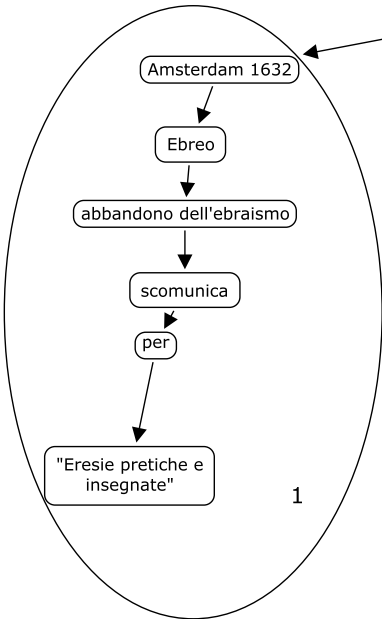 Amsterdam 1632
Ebreo
abbandono dell'ebraismo
scomunica
per
"Eresie pretiche e
insegnate"
1